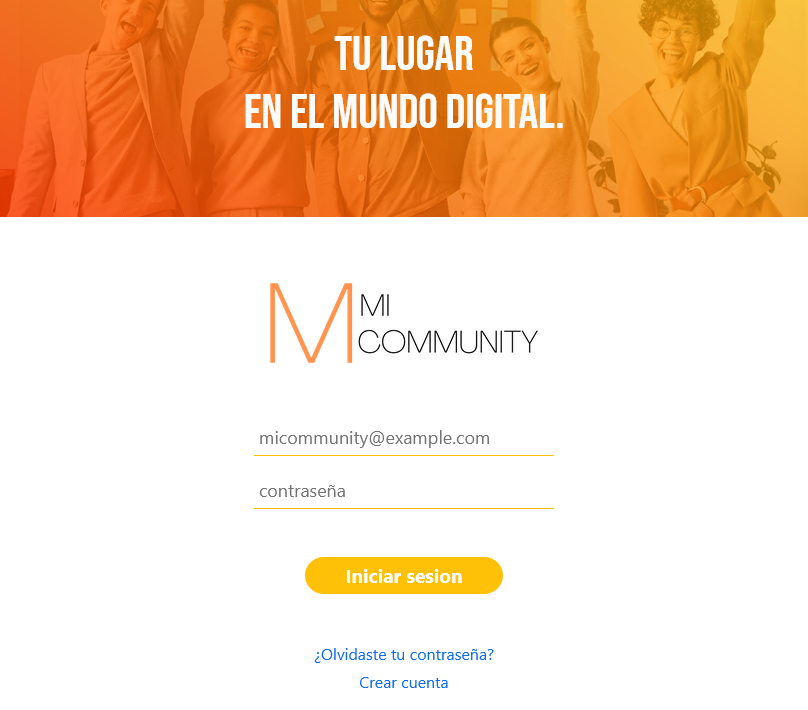 TU LUGAR
EN EL MUNDO DIGITAL.
M MI
COMMUNITY
micommunity@example.com
contraseña
Iniciar sesion
¿Olvidaste tu contraseña?
Crear cuenta